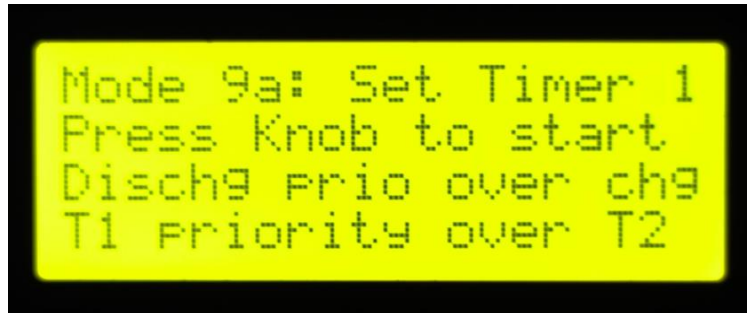 Mode 9a: Set Timer 1
Press Knob to start
Dischg prio over chg
T1 priority over T2